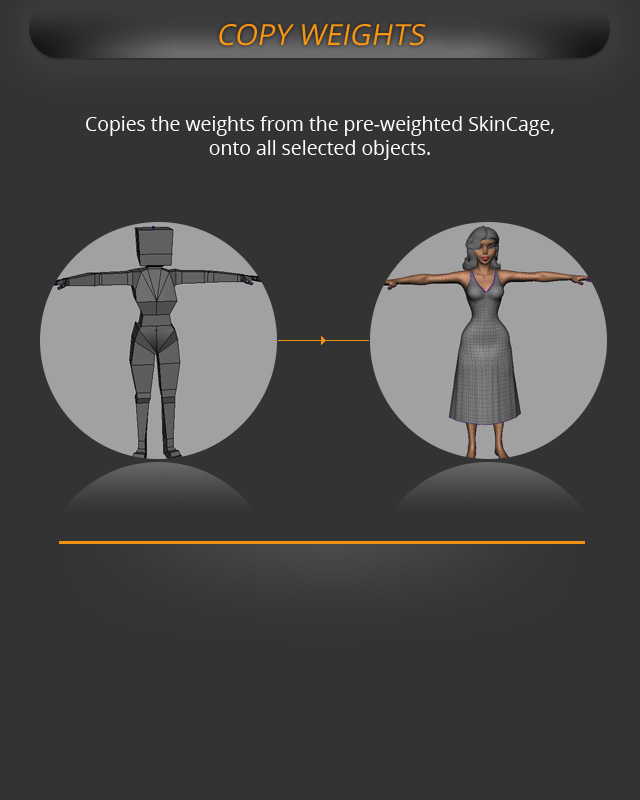 COPY WEIGHTS
Copies the weights from the pre-weighted SkinCage,
onto all selected objects.